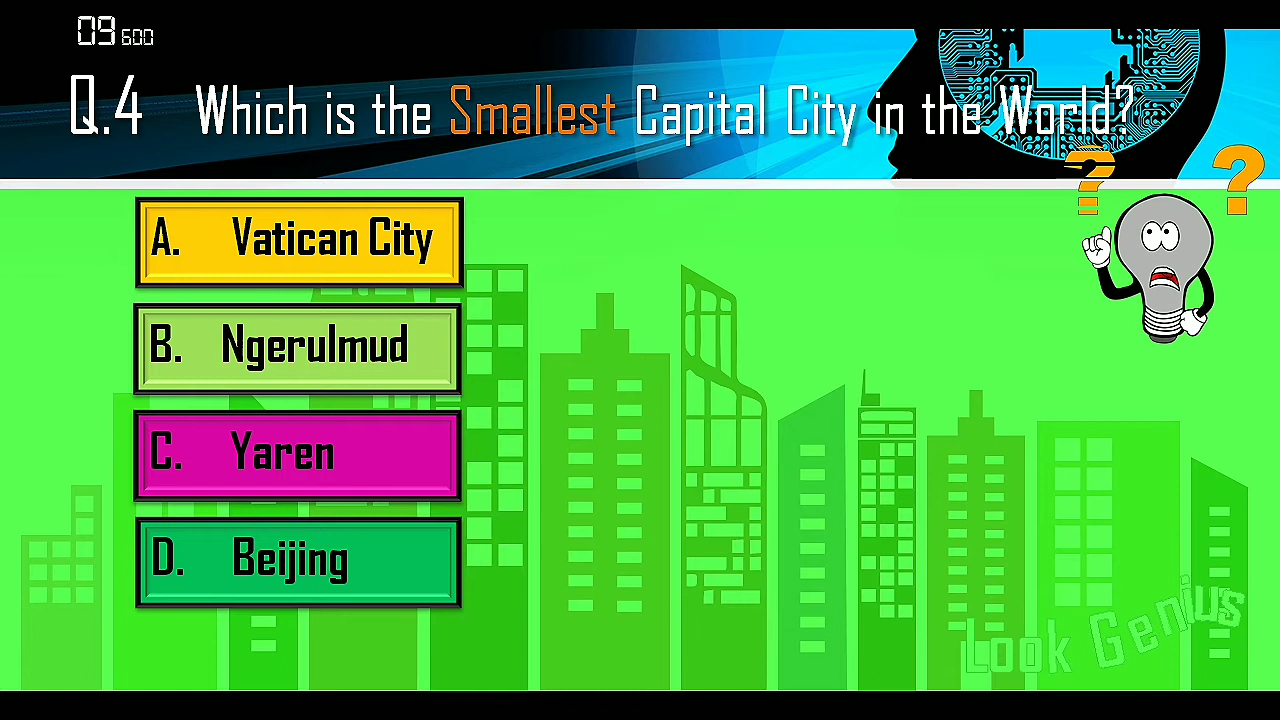 09 600
Q.4 Which is the Smallest Capital City in the World?
A. Vatican City
B. Ngerulmud
C. Yaren
D. Beijing
Look Genius